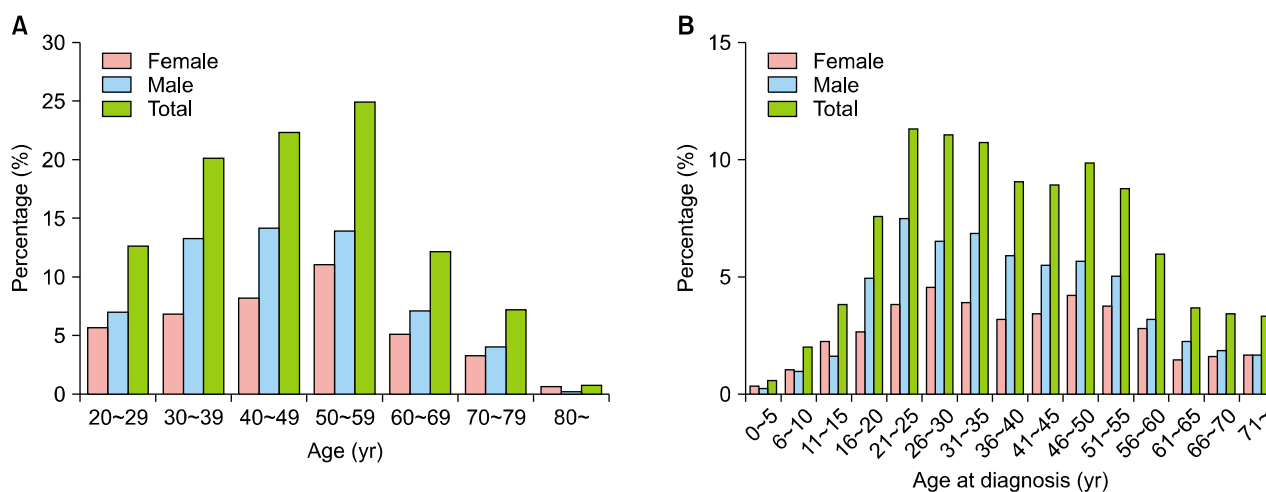 A
30
25
20
15
10
5
0
Percentage (%)
Female
Male
Total
20~29 30~39 40~49 50~59 60~69 70~79 80~
Age (yr)
B
15
10
5
0
Percentage (%)
Female
Male
Total
0~5 6~10 11~15 16~20 21~25 26~30 31~35 36~40 41~45 46~50 51~55 56~60 61~65 66~70 71~
Age at diagnosis (yr)